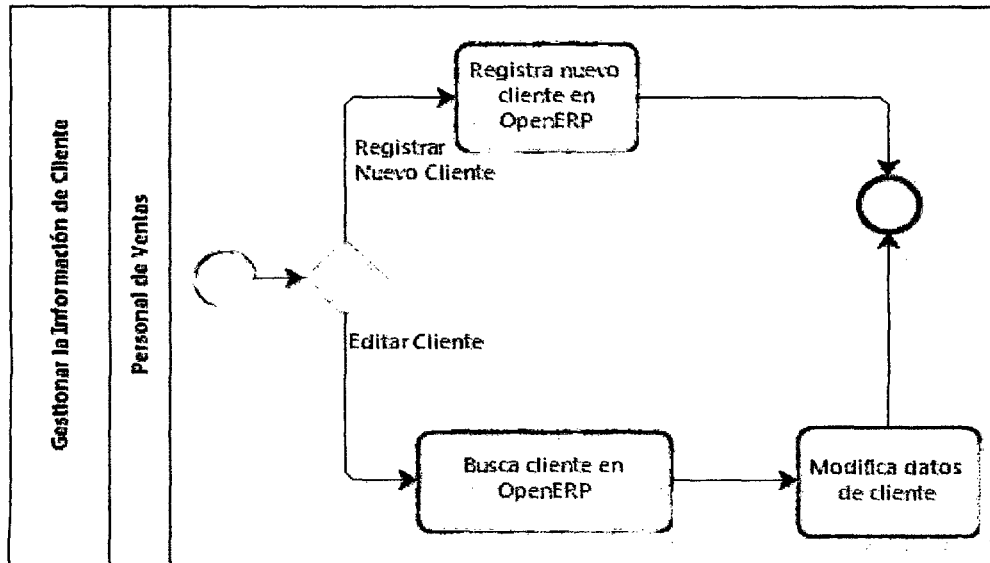 Gestionar la Información de Cliente
Personal de Ventas
Registra nuevo
cliente en
OpenERP
Registrar
Nuevo Cliente
Editar Cliente
Busca cliente en
OpenERP
Modifica datos
de cliente